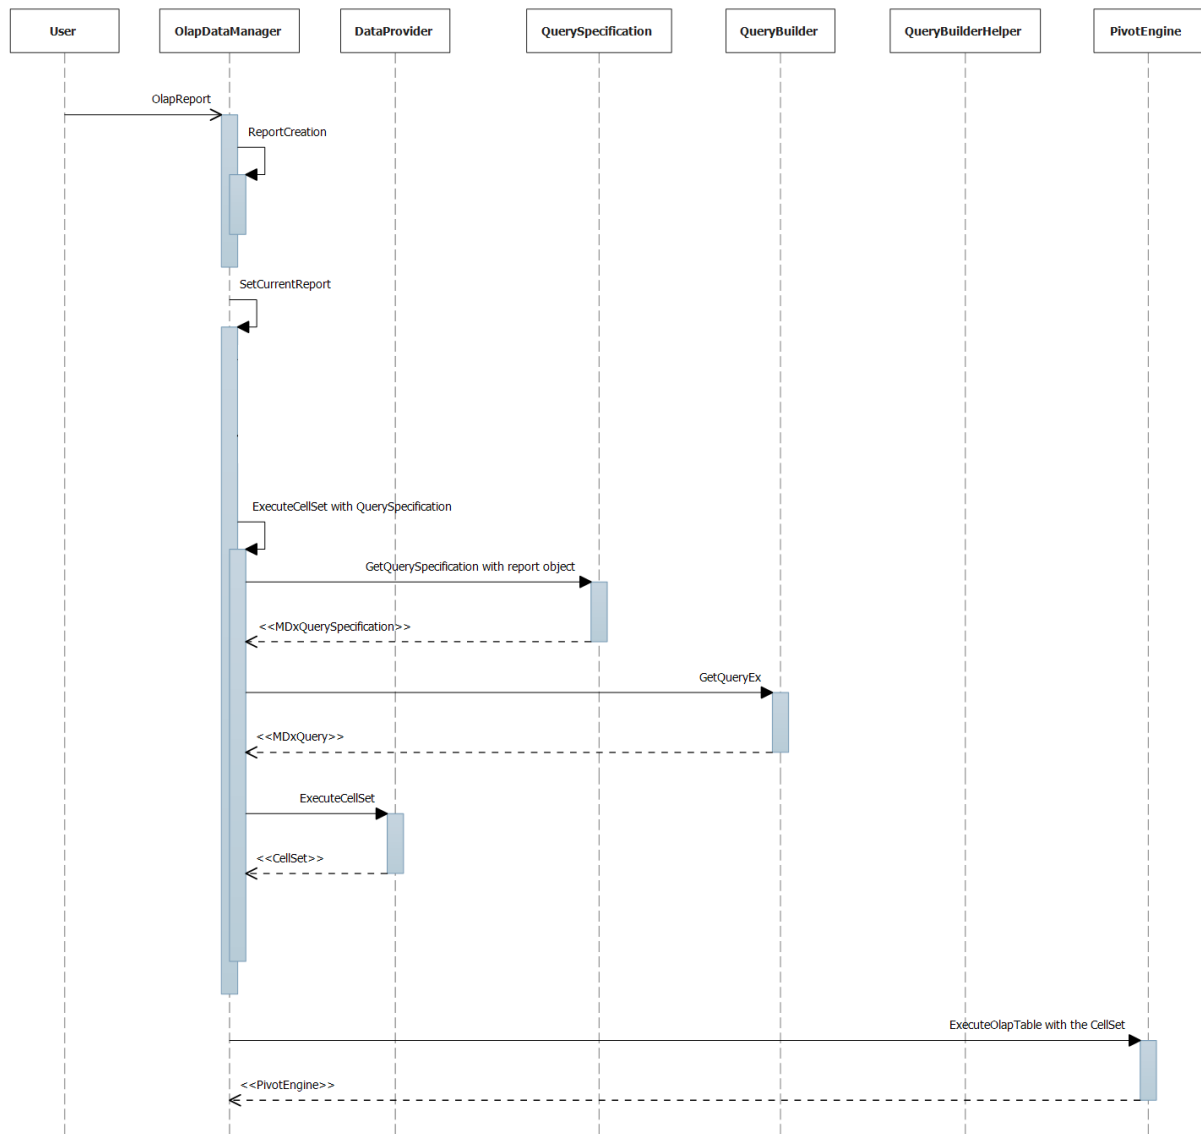 User
OlapDataManager
DataProvider
QuerySpecification
QueryBuilder
QueryBuilderHelper
PivotEngine
OlapReport
ReportCreation
SetCurrentReport
ExecuteCellSet with QuerySpecification
GetQuerySpecification with report object
<<MDxQuerySpecification>>
GetQueryEx
<<MDxQuery>>
ExecuteCellSet
<<CellSet>>
ExecuteOlapTable with the CellSet
<<PivotEngine>>